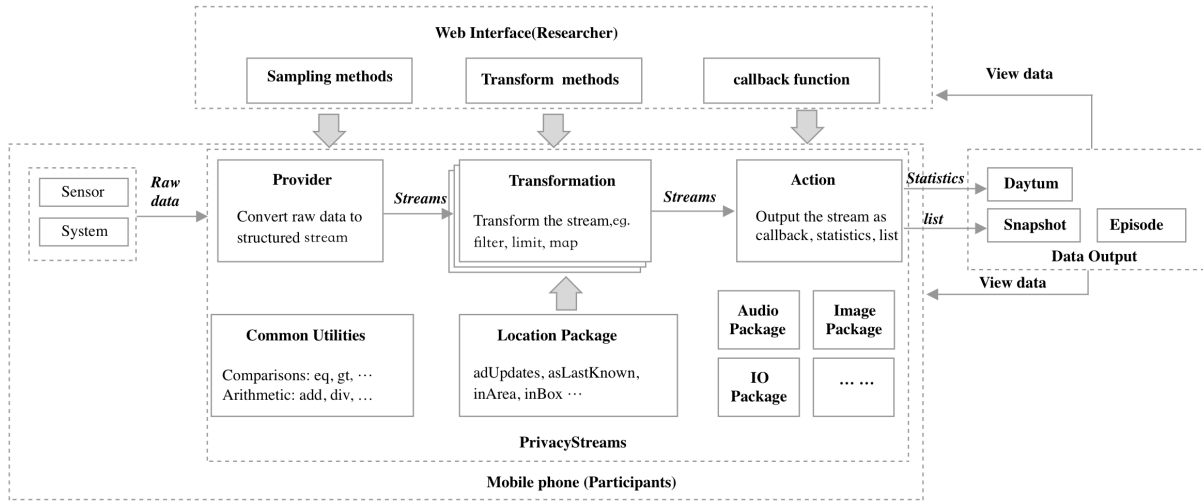 Web Interface(Researcher)
Sampling methods
Transform methods
callback function
View data
Sensor
System
Raw
data
Provider
Convert raw data to
structured stream
Streams
Transformation
Transform the stream,eg.
filter, limit, map
Streams
Action
Output the stream as
callback, statistics, list
Statistics
list
Daytum
Snapshot
Episode
Data Output
View data
Common Utilities
Comparisons: eq, gt, ⋯
Arithmetic: add, div, …
Location Package
adUpdates, asLastKnown,
inArea, inBox ⋯
Audio
Package
Image
Package
IO
Package
… …
PrivacyStreams
Mobile phone (Participants)